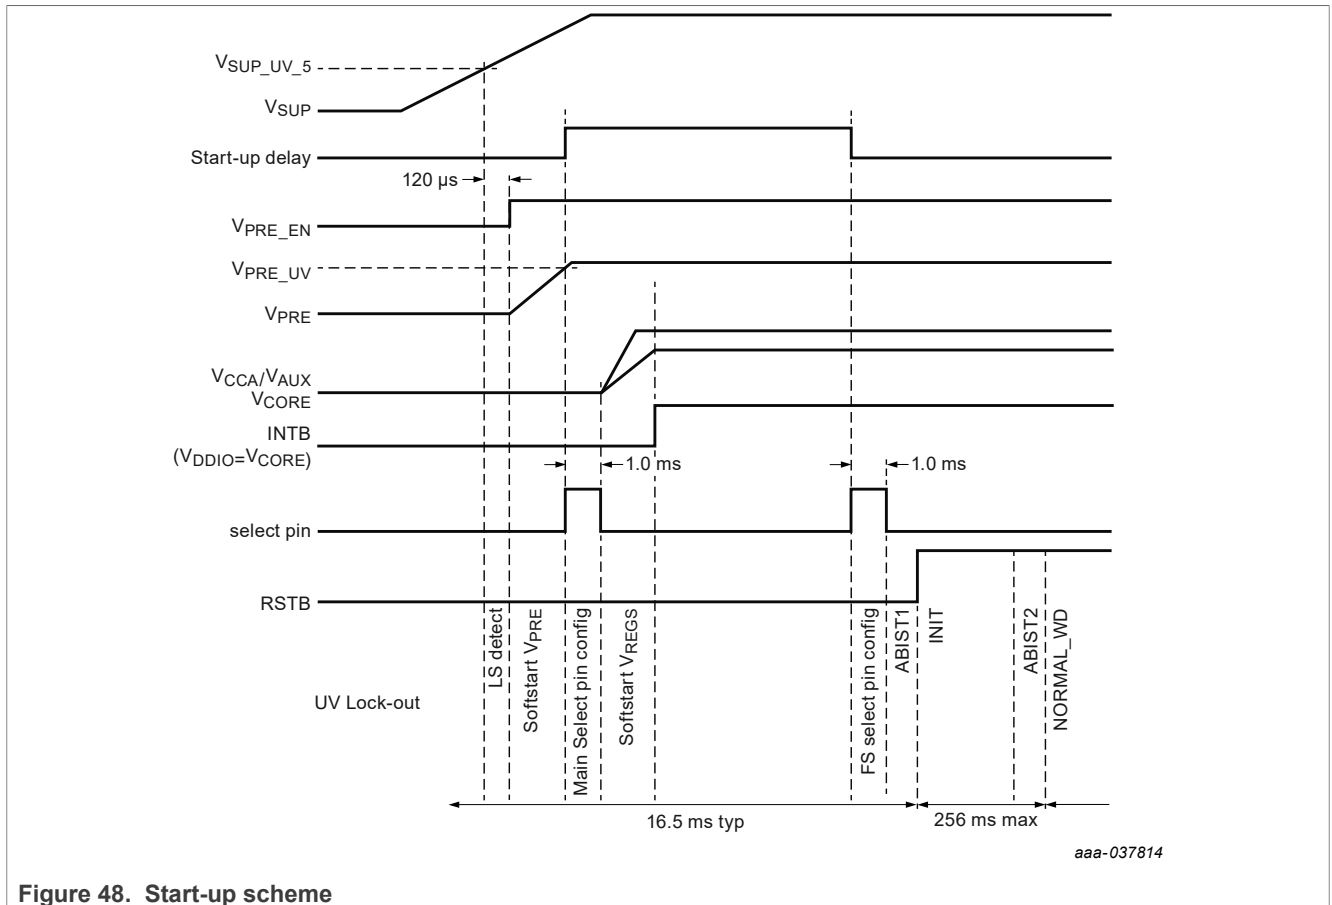 VSUP_UV_5
VSUP
Start-up delay
120 µs
VPRE_EN
VPRE_UV
VPRE
VCCA/VAUX
VCORE
INTB
(VDDIO=VCORE)
1.0 ms
1.0 ms
select pin
RSTB
UV Lock-out
LS detect
Softstart VPRE
Main Select pin config
Softstart VREGS
FS select pin config
ABIST1
INIT
ABIST2
NORMAL_WD
16.5 ms typ
256 ms max
aaa-037814
Figure 48. Start-up scheme